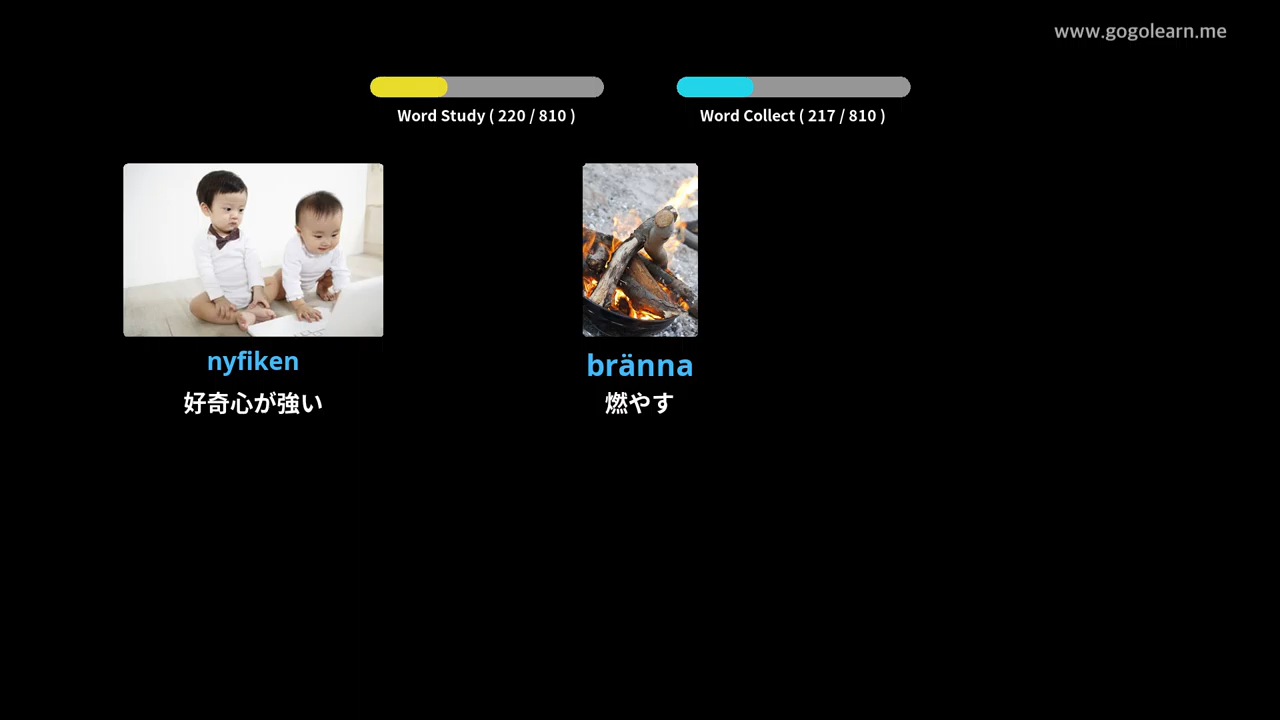 www.gogolearn.me
Word Study ( 220 / 810 )
Word Collect ( 217 / 810 )
nyfiken
好奇心が強い
bränna
燃やす